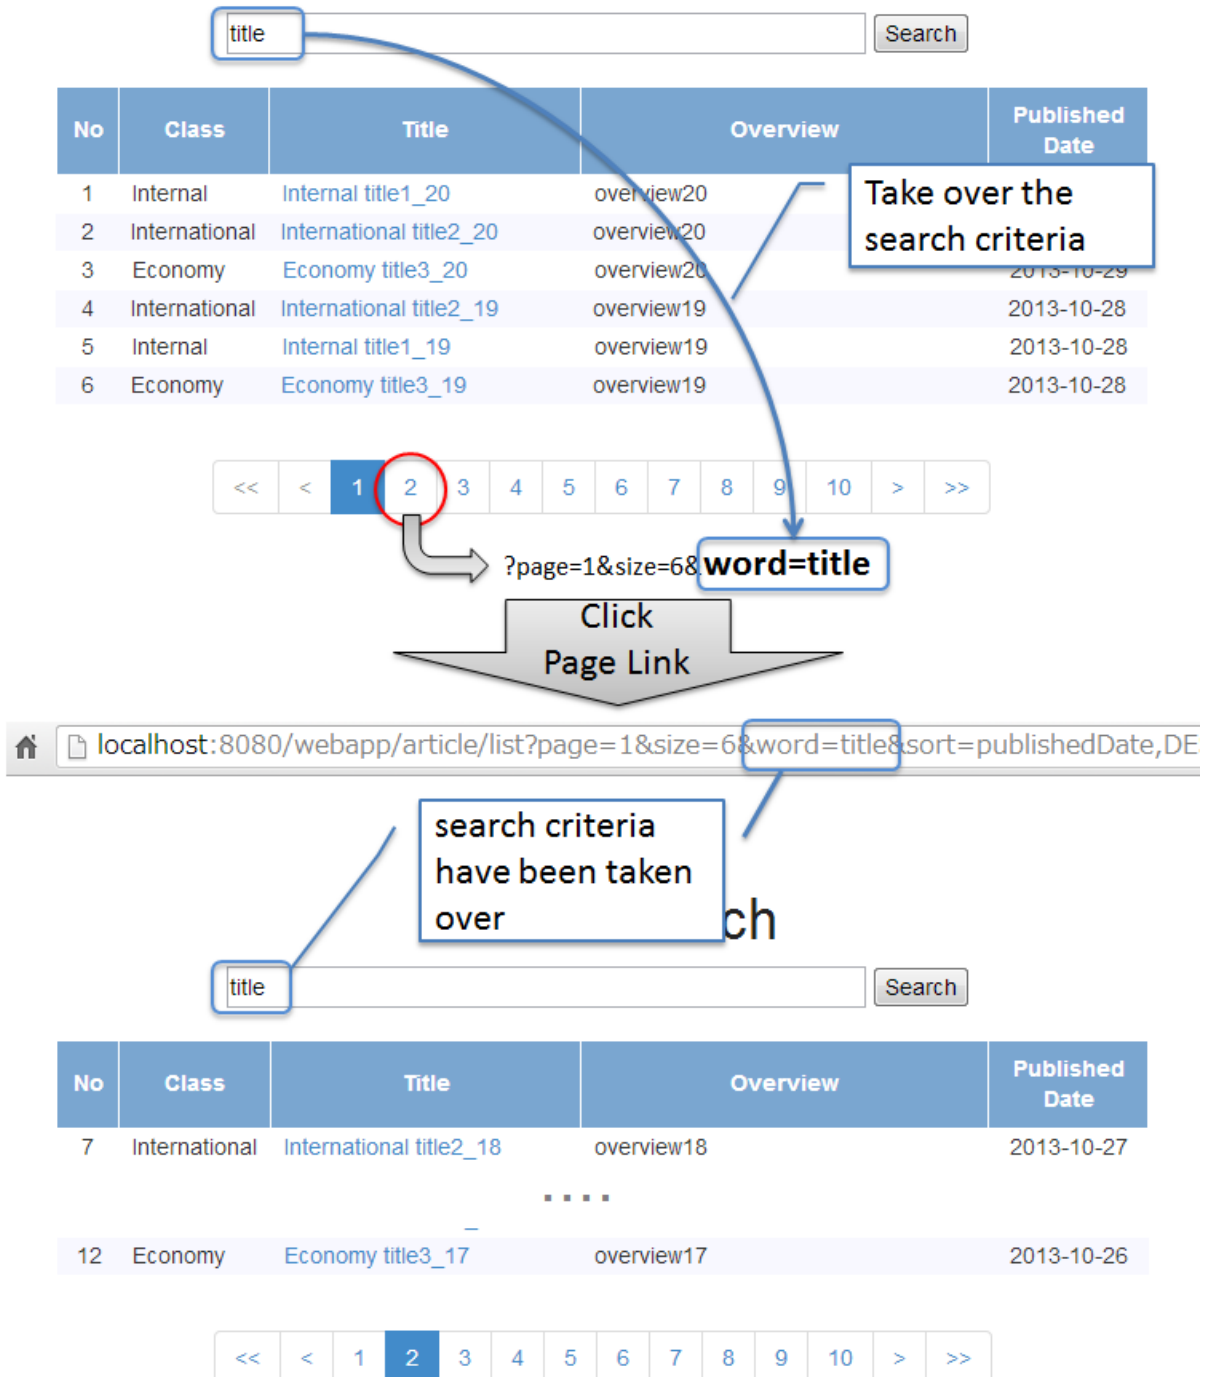 title Search
No Class Title Overview Published
Date
1 Internal Internal title1_20 overview20
2 International International title2_20 overview20
3 Economy Economy title3_20 overview20 2013-10-29
4 International International title2_19 overview19 2013-10-28
5 Internal Internal title1_19 overview19 2013-10-28
6 Economy Economy title3_19 overview19 2013-10-28
Take over the
search criteria
<< < 1 2 3 4 5 6 7 8 9 10 > >>
?page=1&size=6&word=title
Click
Page Link
localhost:8080/webapp/article/list?page=1&size=6&word=title&sort=publishedDate,DE
search criteria
have been taken
over
ch
title Search
No Class Title Overview Published
Date
7 International International title2_18 overview18 2013-10-27
....
12 Economy Economy title3_17 overview17 2013-10-26
<< < 1 2 3 4 5 6 7 8 9 10 > >>